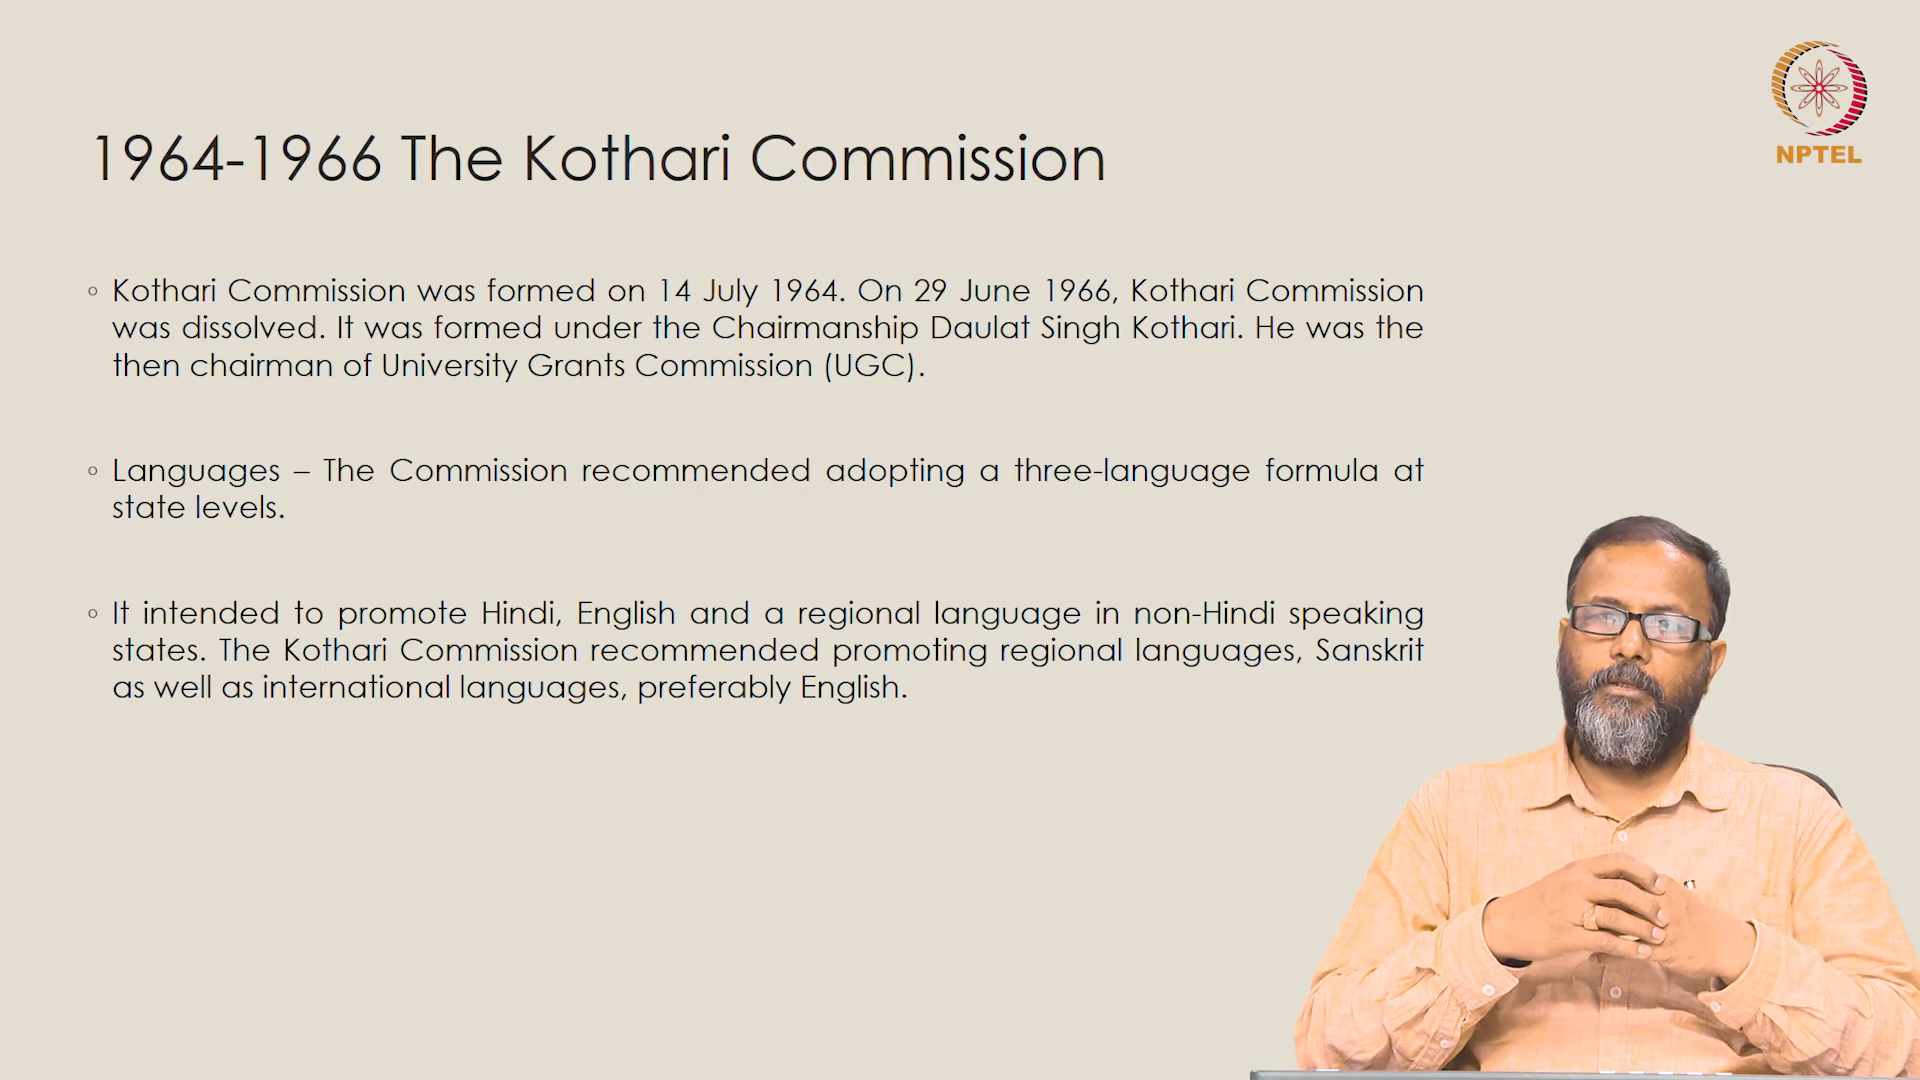 NPTEL
1964-1966 The Kothari Commission
◦ Kothari Commission was formed on 14 July 1964. On 29 June 1966, Kothari Commission
was dissolved. It was formed under the Chairmanship Daulat Singh Kothari. He was the
then chairman of University Grants Commission (UGC).
◦ Languages – The Commission recommended adopting a three-language formula at
state levels.
◦ It intended to promote Hindi, English and a regional language in non-Hindi speaking
states. The Kothari Commission recommended promoting regional languages, Sanskrit
as well as international languages, preferably English.